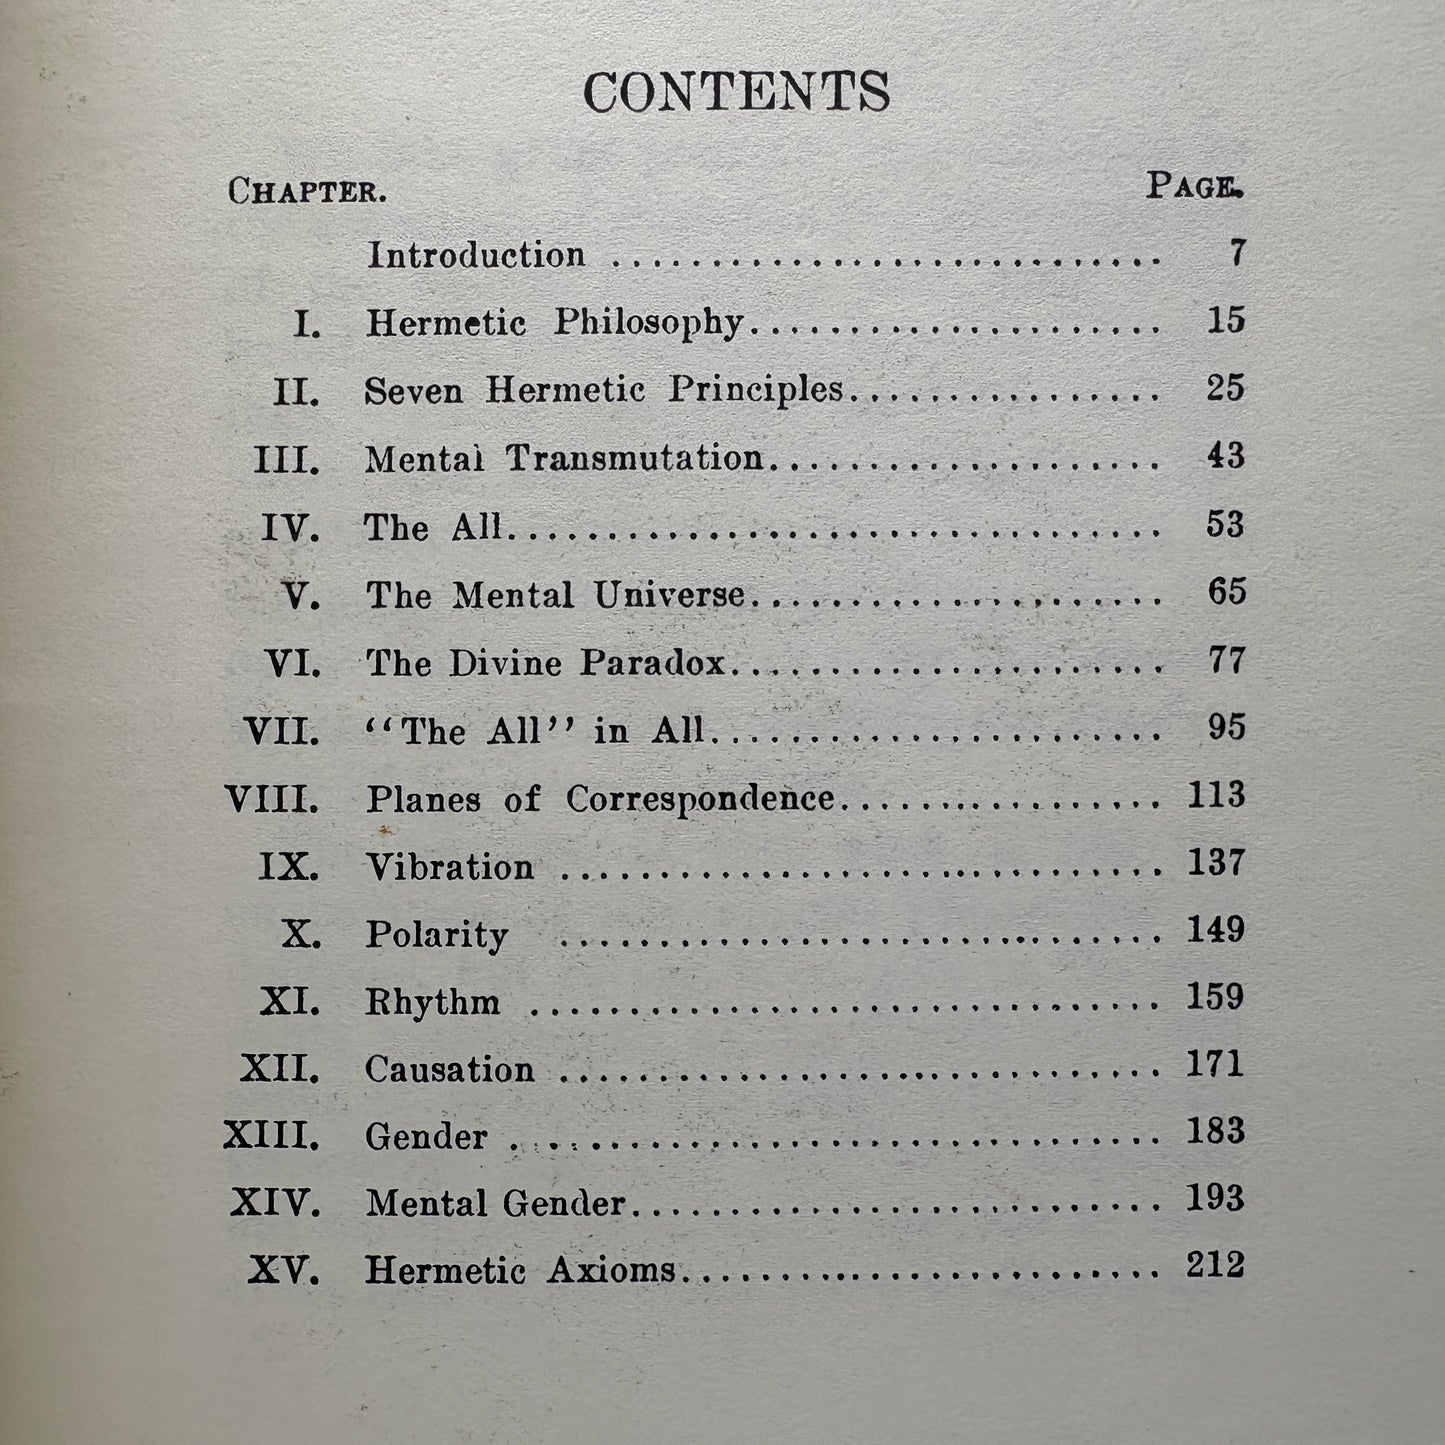 CONTENTS
CHAPTER. PAGE.
Introduction ............................ 7
I. Hermetic Philosophy..................... 15
II. Seven Hermetic Principles................ 25
III. Mental Transmutation.................... 43
IV. The All................................. 53
V. The Mental Universe..................... 65
VI. The Divine Paradox...................... 77
VII. "The All" in All....................... 95
VIII. Planes of Correspondence................ 113
IX. Vibration .............................. 137
X. Polarity .............................. 149
XI. Rhythm ................................ 159
XII. Causation .............................. 171
XIII. Gender ................................. 183
XIV. Mental Gender........................... 193
XV. Hermetic Axioms........................ 212